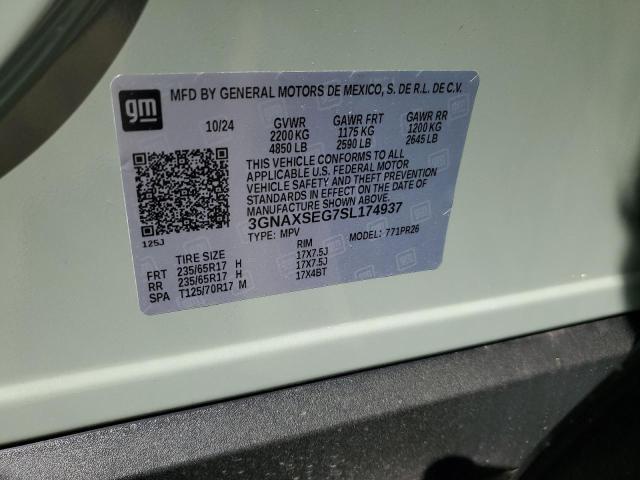 gm
MFD BY GENERAL MOTORS DE MEXICO, S. DE R.L. DE C.V.
10/24 GVWR GAWR FRT GAWR RR
2200 KG 1175 KG 1200 KG
4850 LB 2590 LB 2645 LB
THIS VEHICLE CONFORMS TO ALL
APPLICABLE U.S. FEDERAL MOTOR
VEHICLE SAFETY AND THEFT PREVENTION
STANDARDS IN EFFECT ON THE DATE OF
MANUFACTURE SHOWN ABOVE.
3GNAXSEG7SL174937
TYPE: MPV MODEL: 771PR26
125J
TIRE SIZE RIM
FRT 235/65R17 H 17X7.5J
RR 235/65R17 H 17X7.5J
SPA T125/70R17 M 17X4BT